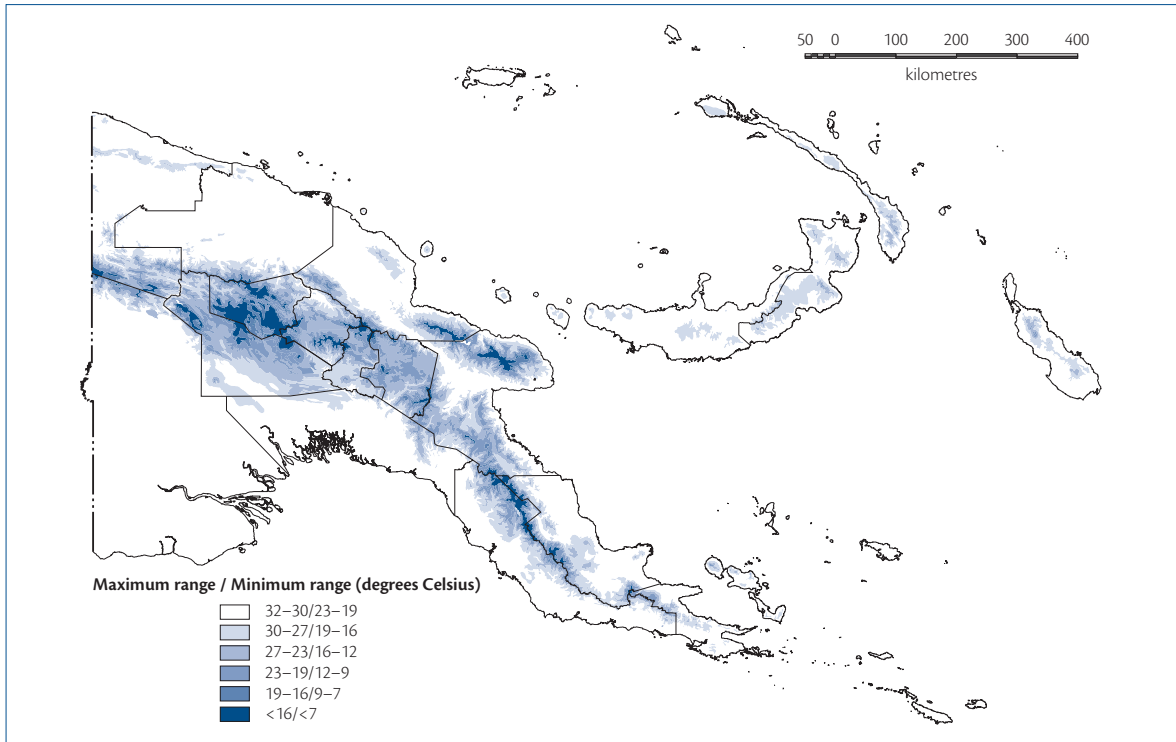 50 0 100 200 300 400
kilometres
Maximum range / Minimum range (degrees Celsius)
32–30/23–19
30–27/19–16
27–23/16–12
23–19/12–9
19–16/9–7
<16/<7